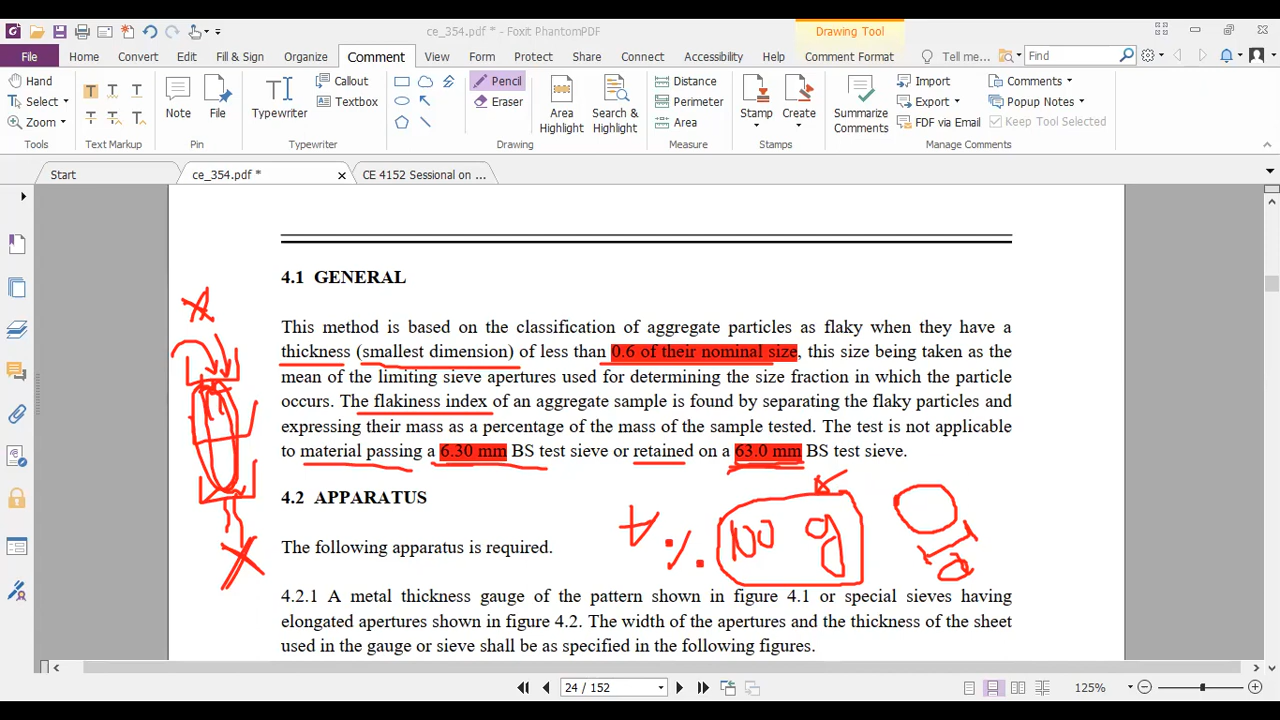 ce_354.pdf * - Foxit PhantomPDF
Drawing Tool
File Home Convert Edit Fill & Sign Organize Comment View Form Protect Share Connect Accessibility Help Comment Format Tell me... Find
Hand
Select
Zoom
Tools
T T T
T T T
Text Markup
Note
File
Pin
Typewriter
Callout
Textbox
Typewriter
Pencil
Eraser
Drawing
Area
Highlight
Search &
Highlight
Distance
Perimeter
Area
Measure
Stamp
Create
Stamps
Summarize
Comments
Import
Export
FDF via Email
Comments
Popup Notes
Keep Tool Selected
Manage Comments
Start
ce_354.pdf *
CE 4152 Sessional on ...
4.1 GENERAL
This method is based on the classification of aggregate particles as flaky when they have a
thickness (smallest dimension) of less than 0.6 of their nominal size, this size being taken as the
mean of the limiting sieve apertures used for determining the size fraction in which the particle
occurs. The flakiness index of an aggregate sample is found by separating the flaky particles and
expressing their mass as a percentage of the mass of the sample tested. The test is not applicable
to material passing a 6.30 mm BS test sieve or retained on a 63.0 mm BS test sieve.
4.2 APPARATUS
The following apparatus is required.
100 g
4.2.1 A metal thickness gauge of the pattern shown in figure 4.1 or special sieves having
elongated apertures shown in figure 4.2. The width of the apertures and the thickness of the sheet
used in the gauge or sieve shall be as specified in the following figures.
24 / 152
125%